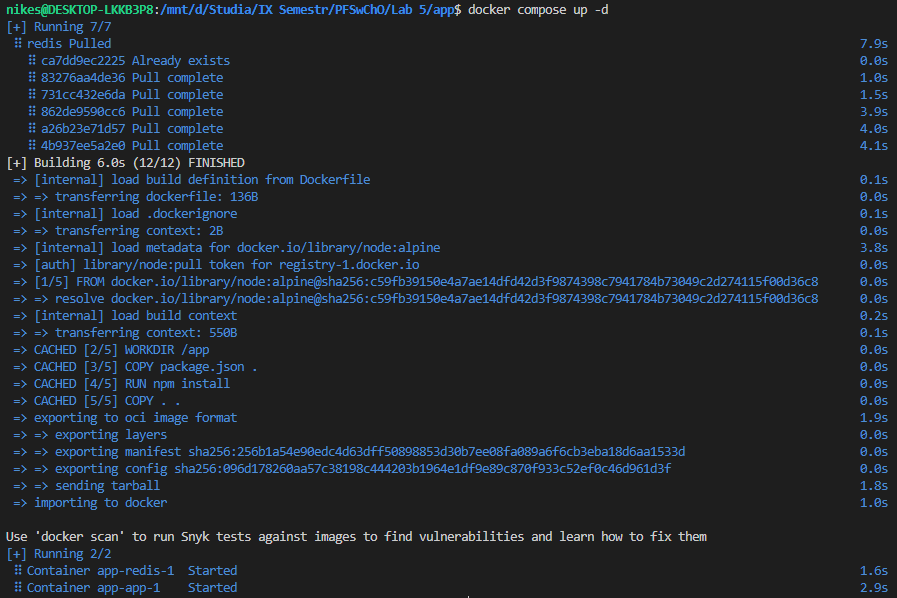 nikes@DESKTOP-LKKB3P8:/mnt/d/Studia/IX Semestr/PFSwChO/Lab 5/app$ docker compose up -d
[+] Running 7/7
⠿ redis Pulled 7.9s
⠿ ca7dd9ec2225 Already exists 0.0s
⠿ 83276aa4de36 Pull complete 1.0s
⠿ 731cc432e6da Pull complete 1.5s
⠿ 862de9590cc6 Pull complete 3.9s
⠿ a26b23e71d57 Pull complete 4.0s
⠿ 4b937ee5a2e0 Pull complete 4.1s
[+] Building 6.0s (12/12) FINISHED
=> [internal] load build definition from Dockerfile 0.1s
=> => transferring dockerfile: 136B 0.0s
=> [internal] load .dockerignore 0.1s
=> => transferring context: 2B 0.0s
=> [internal] load metadata for docker.io/library/node:alpine 3.8s
=> [auth] library/node:pull token for registry-1.docker.io 0.0s
=> [1/5] FROM docker.io/library/node:alpine@sha256:c59fb39150e4a7ae14dfd42d3f9874398c7941784b73049c2d274115f00d36c8 0.0s
=> => resolve docker.io/library/node:alpine@sha256:c59fb39150e4a7ae14dfd42d3f9874398c7941784b73049c2d274115f00d36c8 0.0s
=> [internal] load build context 0.2s
=> => transferring context: 550B 0.1s
=> CACHED [2/5] WORKDIR /app 0.0s
=> CACHED [3/5] COPY package.json . 0.0s
=> CACHED [4/5] RUN npm install 0.0s
=> CACHED [5/5] COPY . . 0.0s
=> exporting to oci image format 1.9s
=> => exporting layers 0.0s
=> => exporting manifest sha256:256b1a54e90edc4d63dff50898853d30b7ee08fa089a6f6cb3eba18d6aa1533d 0.0s
=> => exporting config sha256:096d178260aa57c38198c444203b1964e1df9e89c870f933c52ef0c46d961d3f 0.0s
=> => sending tarball 1.8s
=> importing to docker 1.0s
Use 'docker scan' to run Snyk tests against images to find vulnerabilities and learn how to fix them
[+] Running 2/2
⠿ Container app-redis-1 Started 1.6s
⠿ Container app-app-1 Started 2.9s